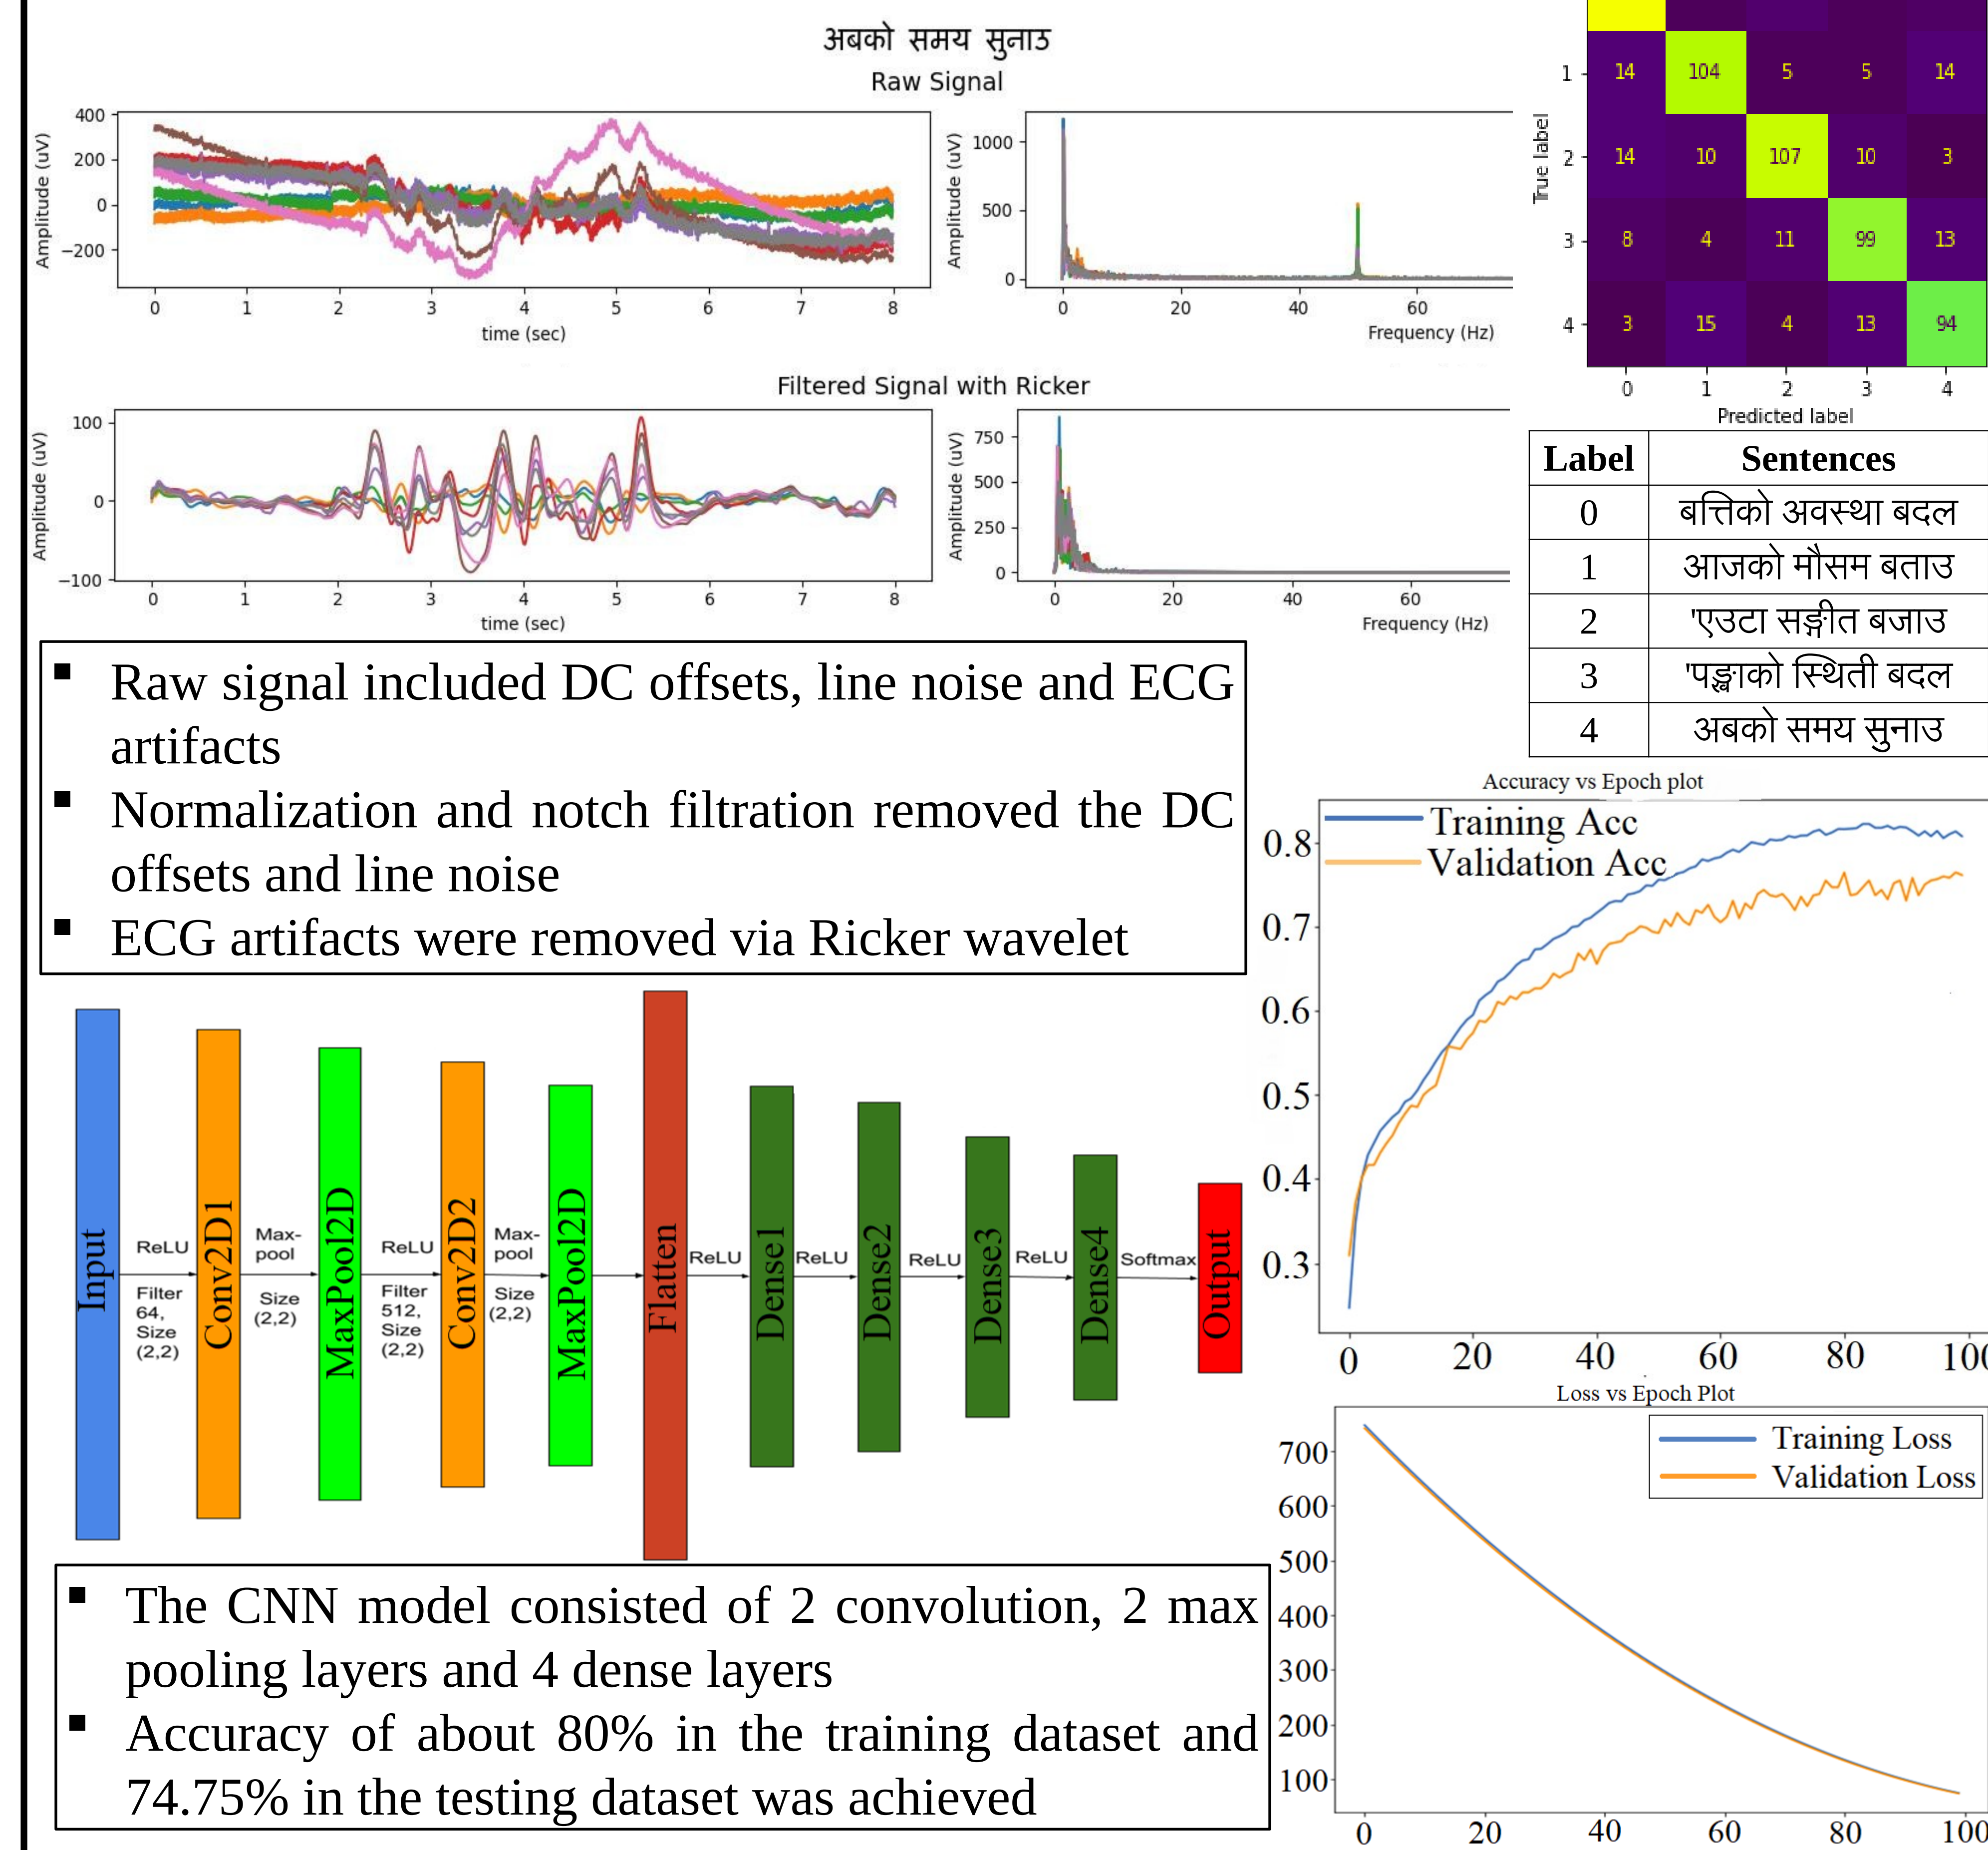 अबको समय सुनाउ
Raw Signal
400
200
0
−200
Amplitude (uV)
0 1 2 3 4 5 6 7 8
time (sec)
1000
500
0
Amplitude (uV)
0 20 40 60
Frequency (Hz)
Filtered Signal with Ricker
100
0
−100
Amplitude (uV)
0 1 2 3 4 5 6 7 8
time (sec)
750
500
250
0
Amplitude (uV)
0 20 40 60
Frequency (Hz)
True label
1 14 104 5 5 14
2 14 10 107 10 3
3 8 4 11 99 13
4 3 15 4 13 94
0 1 2 3 4
Predicted label
Label Sentences
0 बत्तिको अवस्था बदल
1 आजको मौसम बताउ
2 'एउटा सङ्गीत बजाउ
3 'पङ्खाको स्थिती बदल
4 अबको समय सुनाउ
▪ Raw signal included DC offsets, line noise and ECG
artifacts
▪ Normalization and notch filtration removed the DC
offsets and line noise
▪ ECG artifacts were removed via Ricker wavelet
Accuracy vs Epoch plot
Training Acc
Validation Acc
0.8
0.7
0.6
0.5
0.4
0.3
0 20 40 60 80 100
Input
ReLU
Filter
64,
Size
(2,2)
Conv2D1
Max-
pool
Size
(2,2)
MaxPool2D
ReLU
Filter
512,
Size
(2,2)
Conv2D2
Max-
pool
Size
(2,2)
MaxPool2D
Flatten
ReLU
Dense1
ReLU
Dense2
ReLU
Dense3
ReLU
Dense4
Softmax
Output
Loss vs Epoch Plot
Training Loss
Validation Loss
700
600
500
400
300
200
100
0 20 40 60 80 100
▪ The CNN model consisted of 2 convolution, 2 max
pooling layers and 4 dense layers
▪ Accuracy of about 80% in the training dataset and
74.75% in the testing dataset was achieved